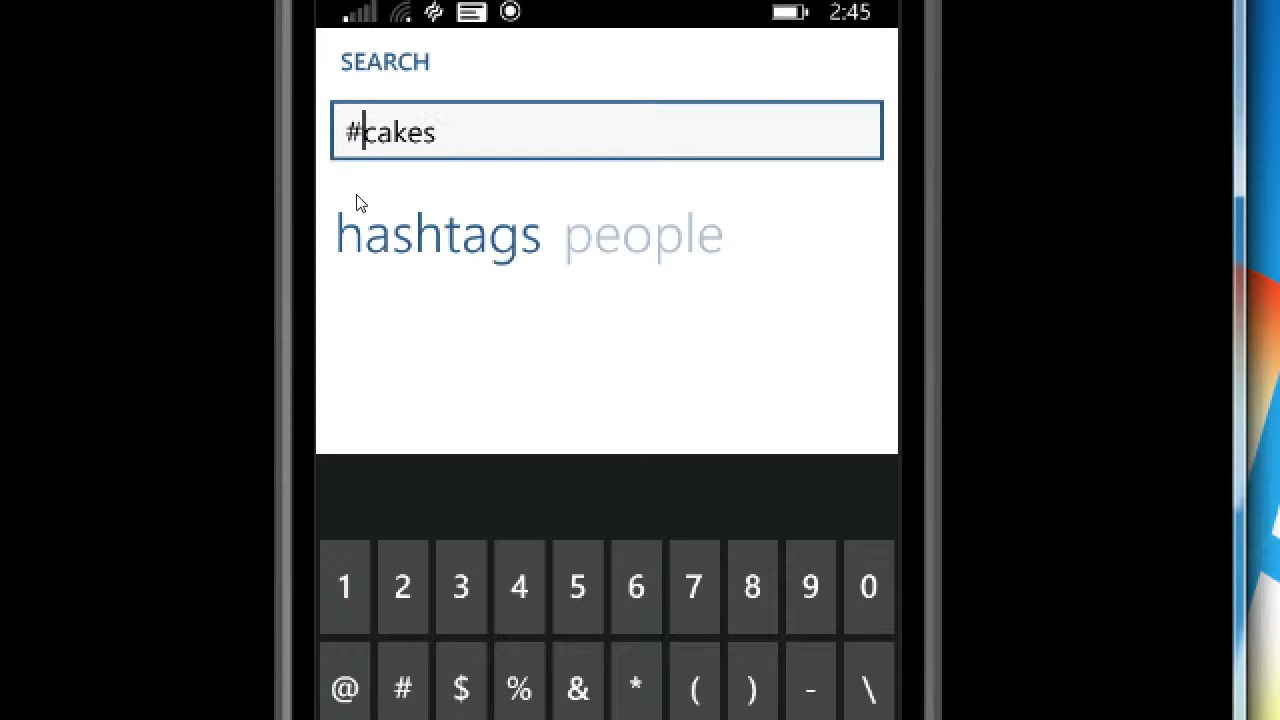 2:45
SEARCH
#cakes
hashtags people
1 2 3 4 5 6 7 8 9 0
@ # $ % & * ( ) - \